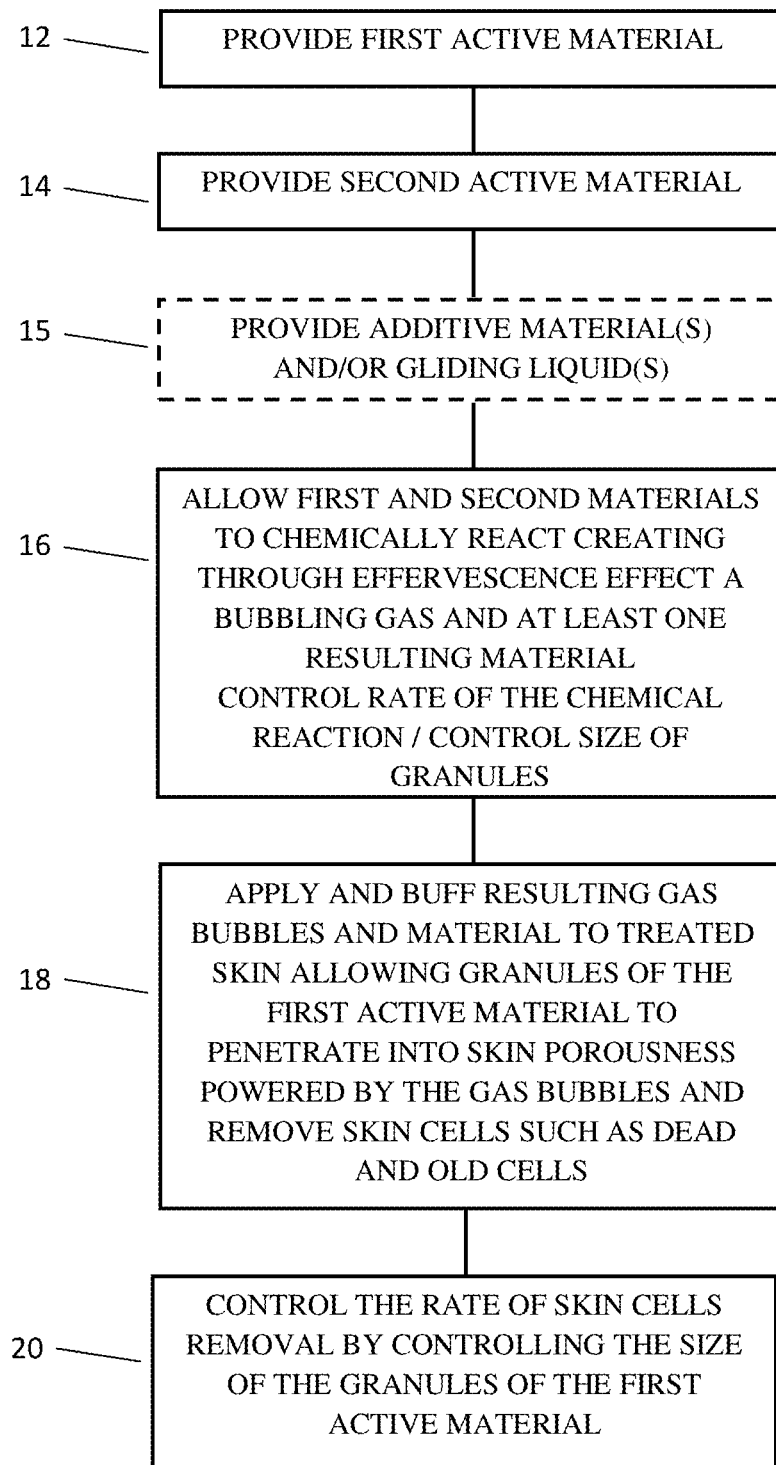 12
PROVIDE FIRST ACTIVE MATERIAL
14
PROVIDE SECOND ACTIVE MATERIAL
15
PROVIDE ADDITIVE MATERIAL(S)
AND/OR GLIDING LIQUID(S)
16
ALLOW FIRST AND SECOND MATERIALS
TO CHEMICALLY REACT CREATING
THROUGH EFFERVESCENCE EFFECT A
BUBBLING GAS AND AT LEAST ONE
RESULTING MATERIAL
CONTROL RATE OF THE CHEMICAL
REACTION / CONTROL SIZE OF
GRANULES
18
APPLY AND BUFF RESULTING GAS
BUBBLES AND MATERIAL TO TREATED
SKIN ALLOWING GRANULES OF THE
FIRST ACTIVE MATERIAL TO
PENETRATE INTO SKIN POROUSNESS
POWERED BY THE GAS BUBBLES AND
REMOVE SKIN CELLS SUCH AS DEAD
AND OLD CELLS
20
CONTROL THE RATE OF SKIN CELLS
REMOVAL BY CONTROLLING THE SIZE
OF THE GRANULES OF THE FIRST
ACTIVE MATERIAL